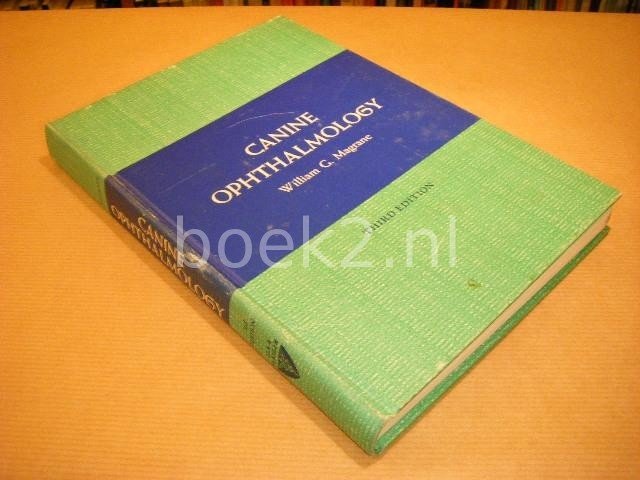 CANINE
OPHTHALMOLOGY
William G. Magrane
THIRD EDITION
CANINE
OPHTHALMOLOGY
boek2.nl